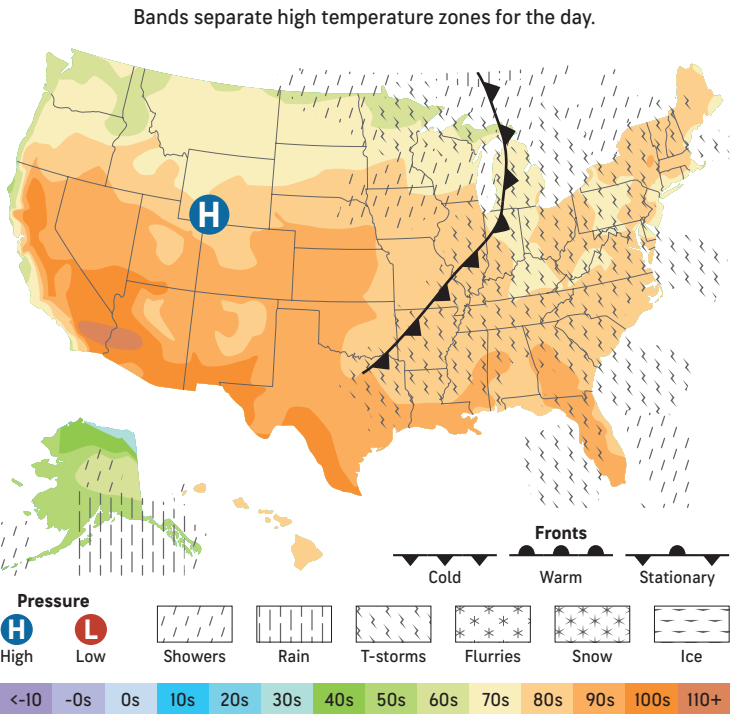 Bands separate high temperature zones for the day.
H
Fronts
Cold Warm Stationary
Pressure
H L
High Low Showers Rain T-storms Flurries Snow Ice
<-10 -0s 0s 10s 20s 30s 40s 50s 60s 70s 80s 90s 100s 110+